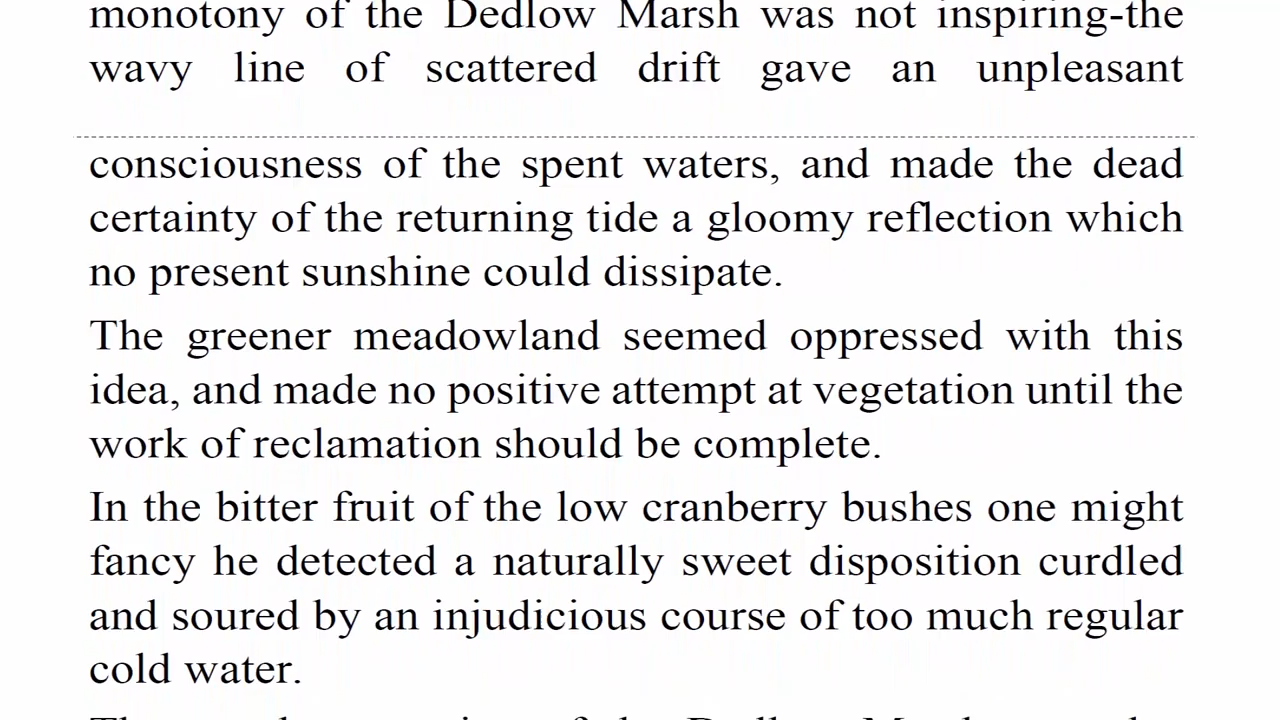 monotony of the Dedlow Marsh was not inspiring-the
wavy line of scattered drift gave an unpleasant
consciousness of the spent waters, and made the dead
certainty of the returning tide a gloomy reflection which
no present sunshine could dissipate.
The greener meadowland seemed oppressed with this
idea, and made no positive attempt at vegetation until the
work of reclamation should be complete.
In the bitter fruit of the low cranberry bushes one might
fancy he detected a naturally sweet disposition curdled
and soured by an injudicious course of too much regular
cold water.